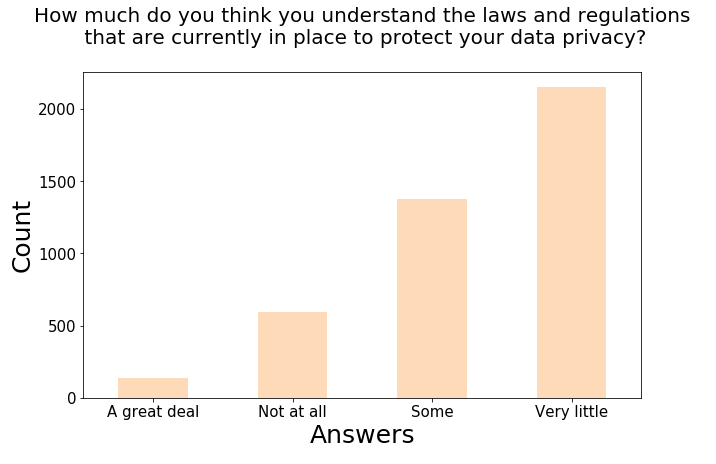 How much do you think you understand the laws and regulations
that are currently in place to protect your data privacy?
2000
1500
1000
500
0
Count
A great deal
Not at all
Some
Very little
Answers